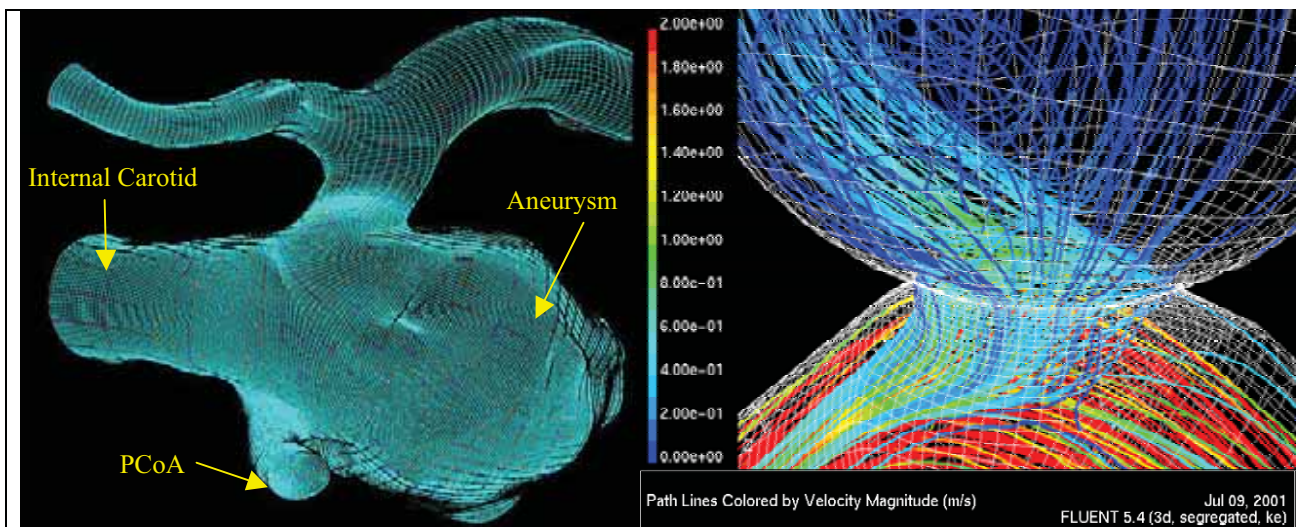 Internal Carotid
Aneurysm
PCoA
2.00e+00
1.80e+00
1.60e+00
1.40e+00
1.20e+00
1.00e+00
8.00e-01
6.00e-01
4.00e-01
2.00e-01
0.00e+00
Path Lines Colored by Velocity Magnitude (m/s)
Jul 09, 2001
FLUENT 5.4 (3d, segregated, ke)